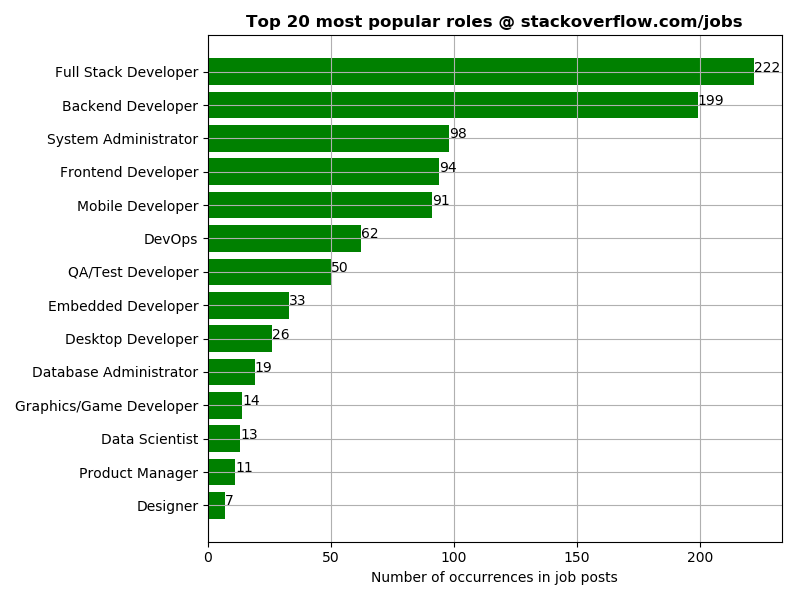 Top 20 most popular roles @ stackoverflow.com/jobs
Full Stack Developer 222
Backend Developer 199
System Administrator 98
Frontend Developer 94
Mobile Developer 91
DevOps 62
QA/Test Developer 50
Embedded Developer 33
Desktop Developer 26
Database Administrator 19
Graphics/Game Developer 14
Data Scientist 13
Product Manager 11
Designer 7
0 50 100 150 200
Number of occurrences in job posts